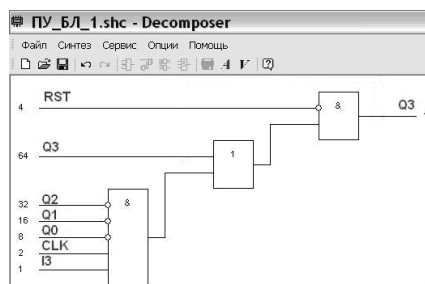 ПУ_БЛ_1.shc - Decomposer
Файл Синтез Сервис Опции Помощь
4 RST & Q3
64 Q3 1
32 Q2 &
16 Q1
8 Q0
2 CLK
1 I3